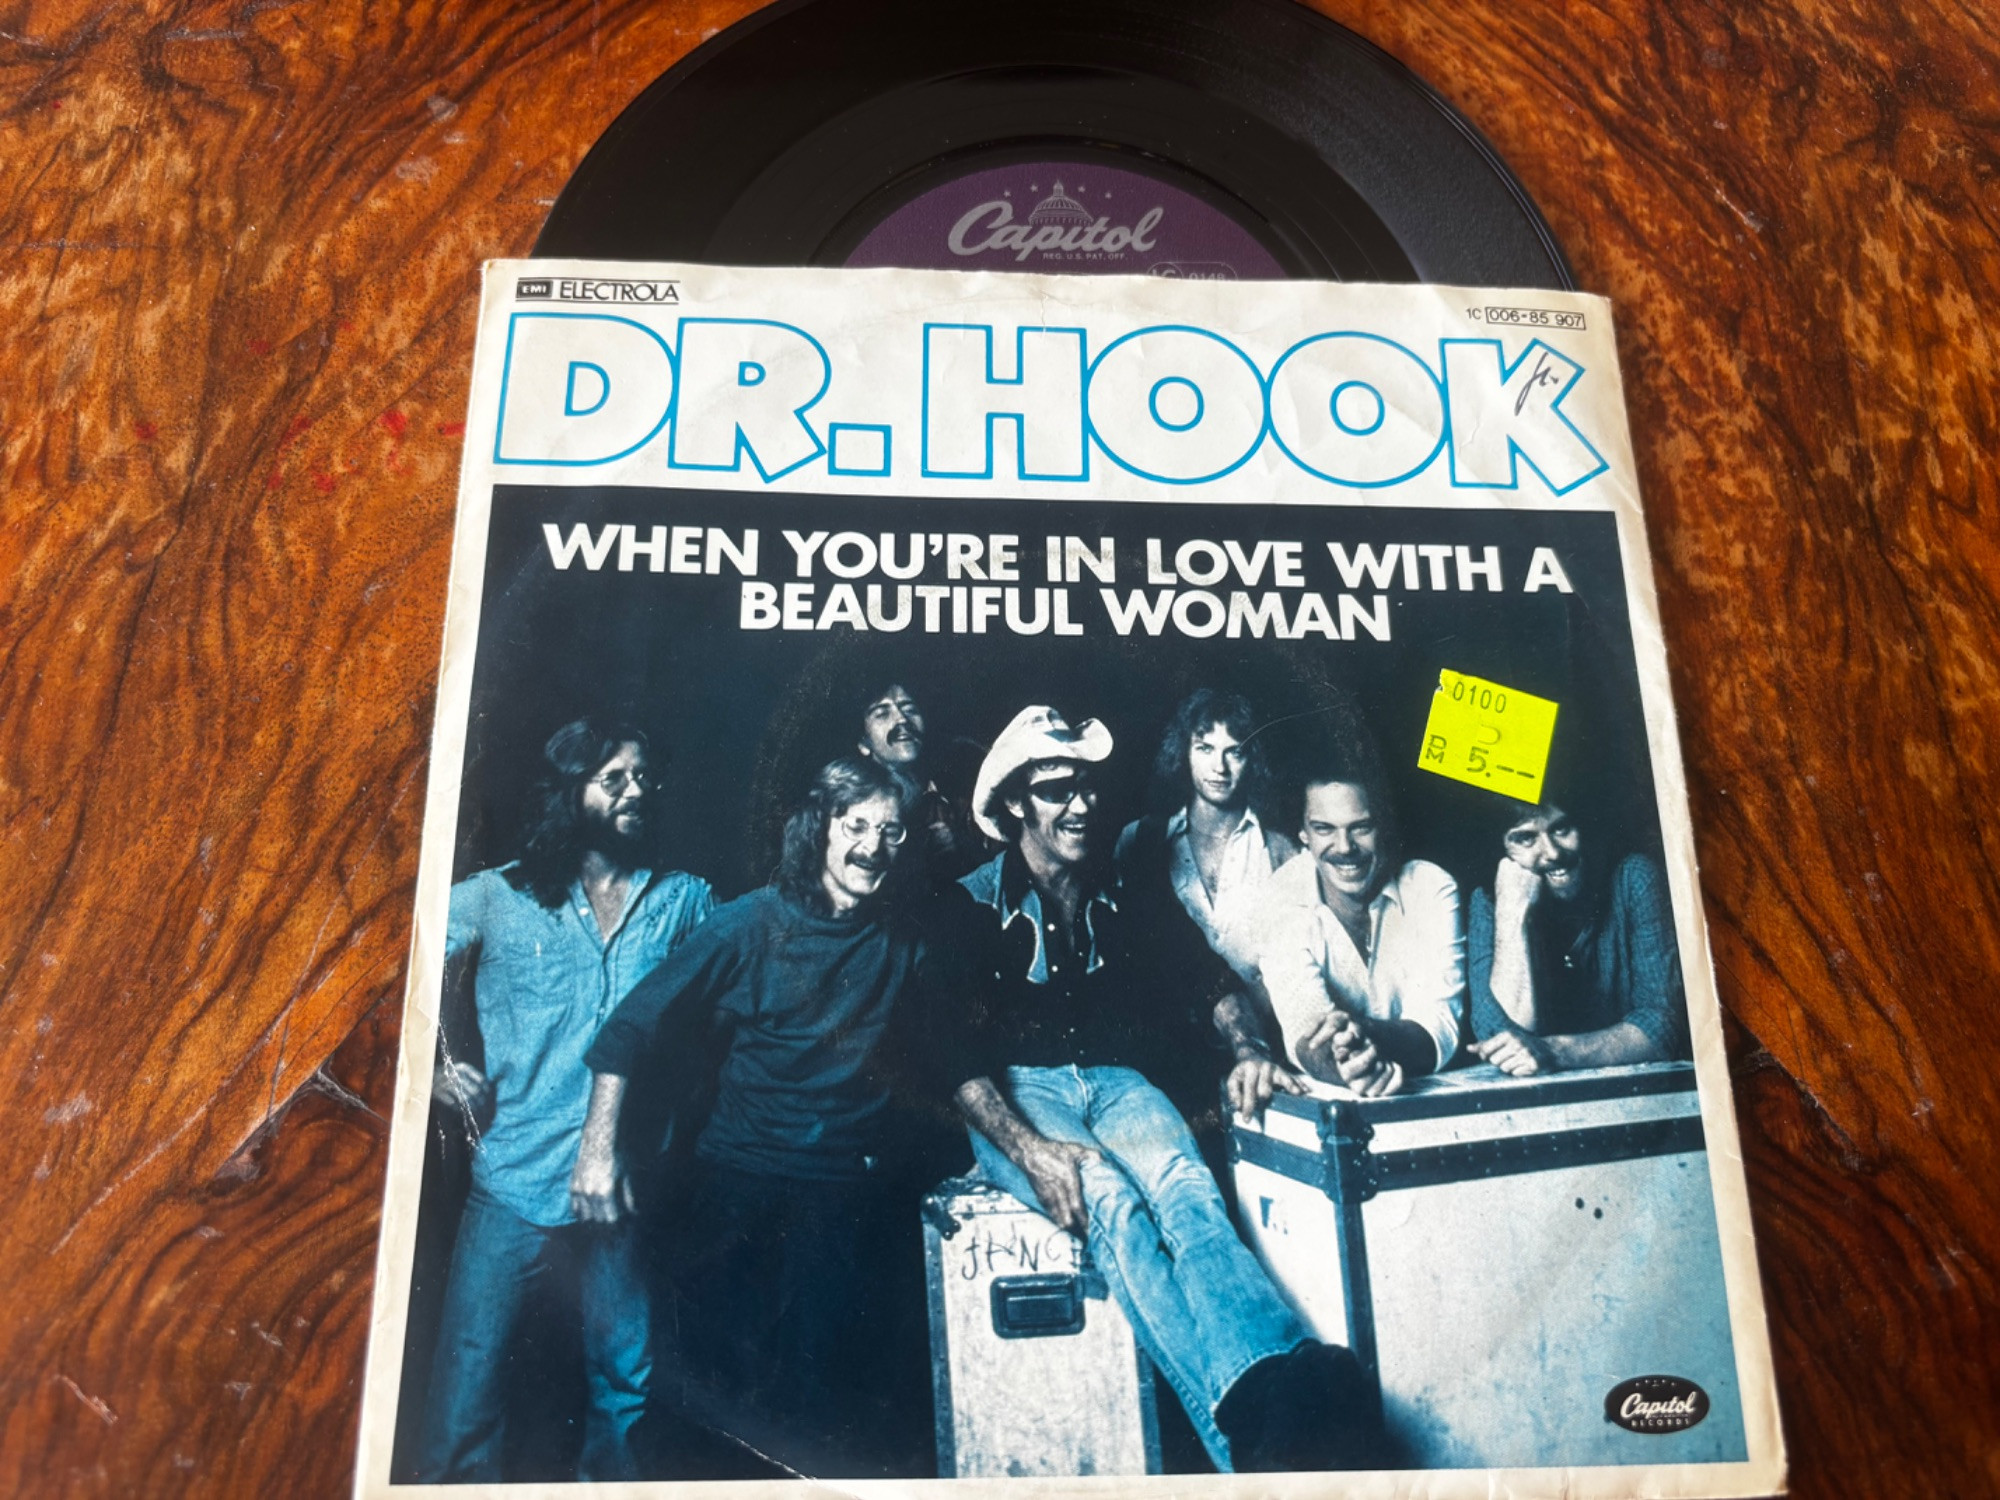 Capitol
REG. U.S. PAT. OFF.
0148
EMI ELECTROLA
1C 006-85 907
DR. HOOK
WHEN YOU'RE IN LOVE WITH A
BEAUTIFUL WOMAN
0100
DM 5.--
Capitol
RECORDS